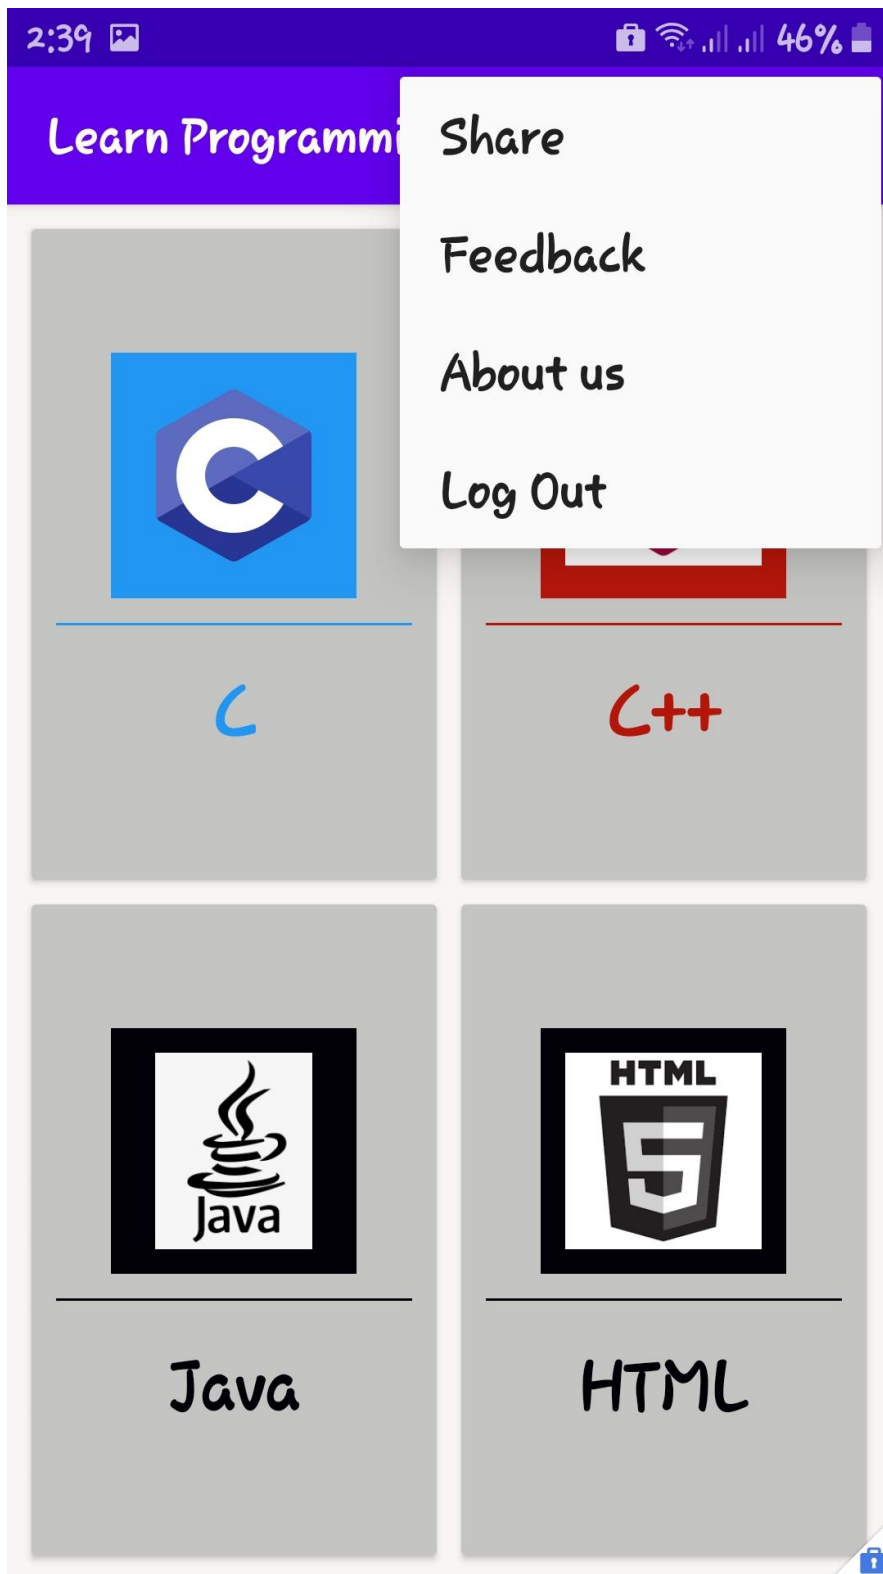 2:39 46%
Learn Programmi
Share
Feedback
About us
Log Out
C
C++
Java
HTML
5
Java
HTML